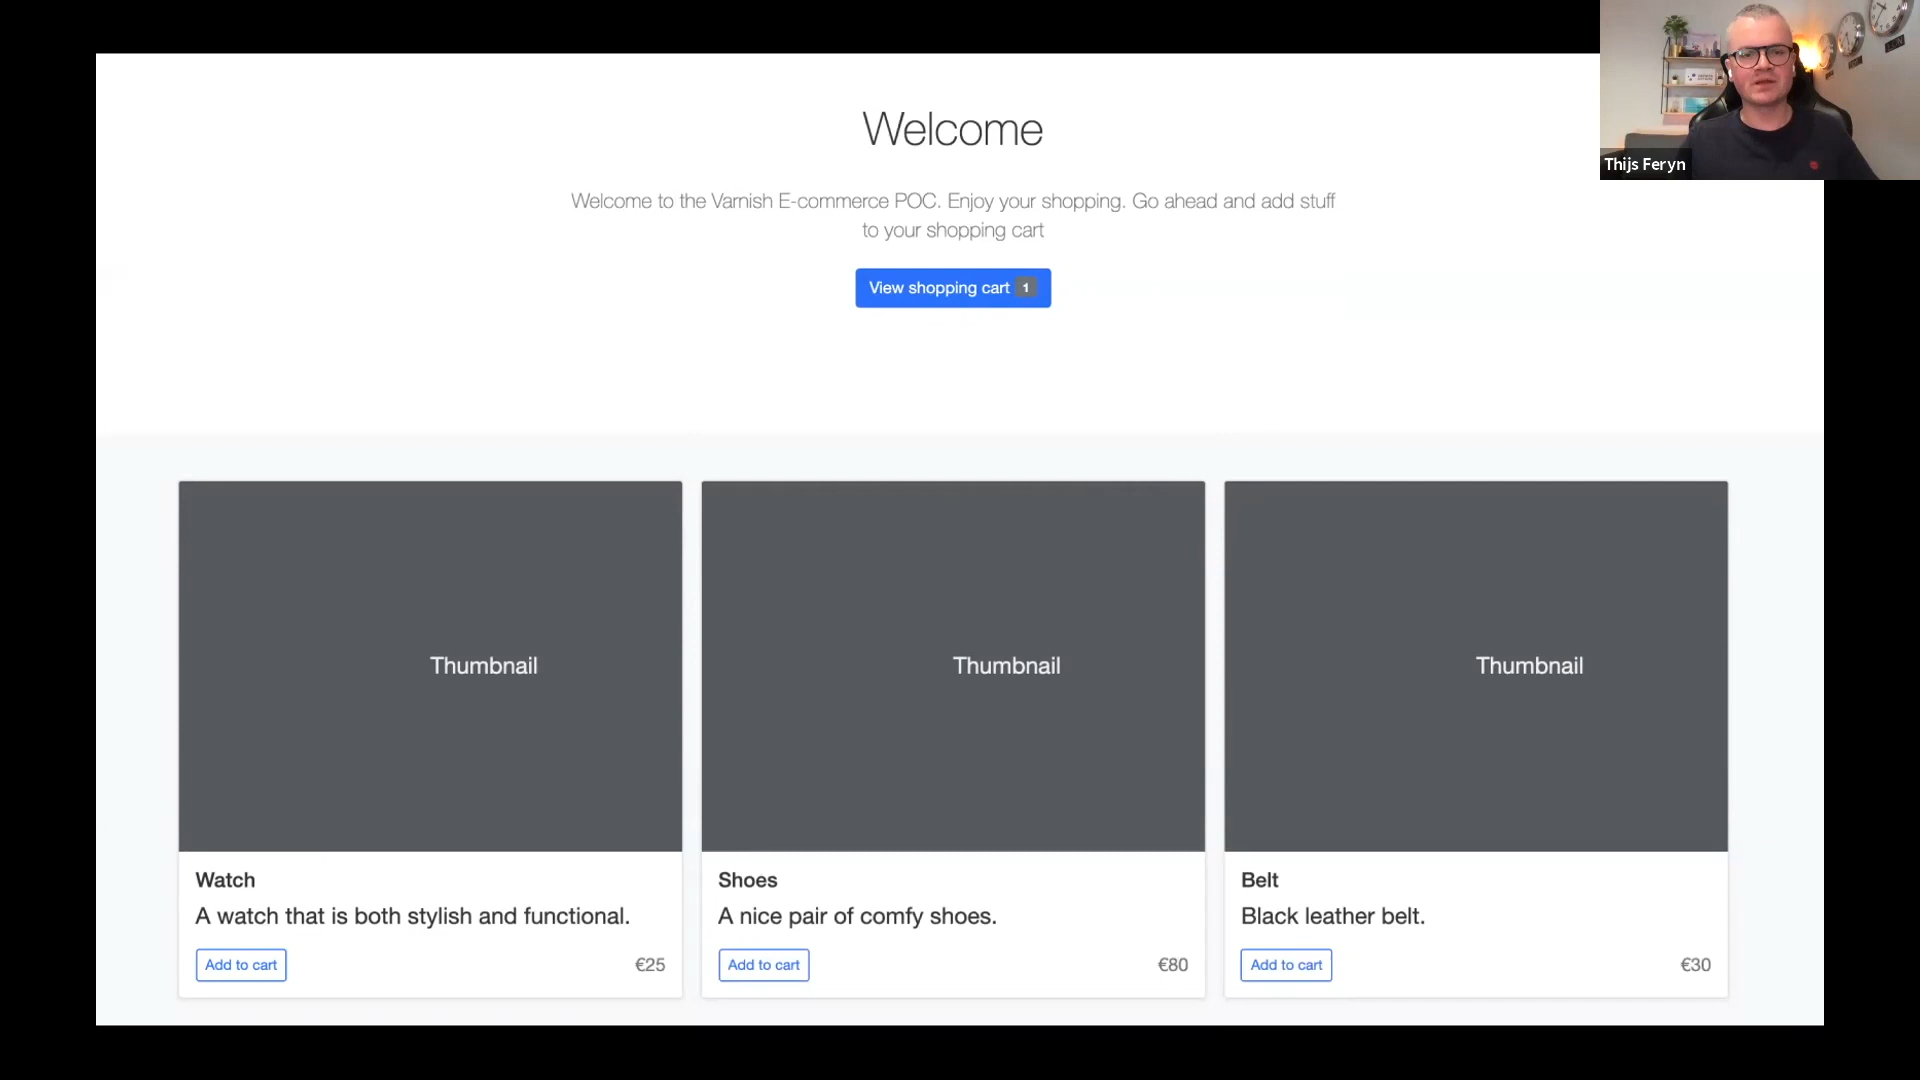 Welcome
Welcome to the Varnish E-commerce POC. Enjoy your shopping. Go ahead and add stuff
to your shopping cart
View shopping cart 1
Thijs Feryn
Thumbnail
Thumbnail
Thumbnail
Watch
A watch that is both stylish and functional.
Add to cart
€25
Shoes
A nice pair of comfy shoes.
Add to cart
€80
Belt
Black leather belt.
Add to cart
€30